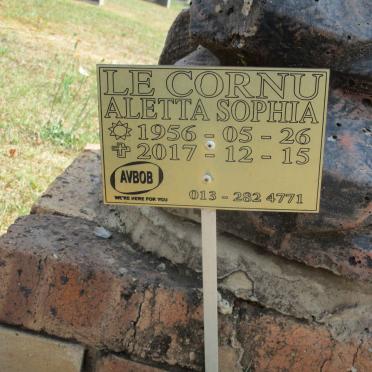 LE CORNU
ALETTA SOPHIA
1956 - 05 - 26
2017 - 12 - 15
AVBOB
WE'RE HERE FOR YOU
013 - 282 4771